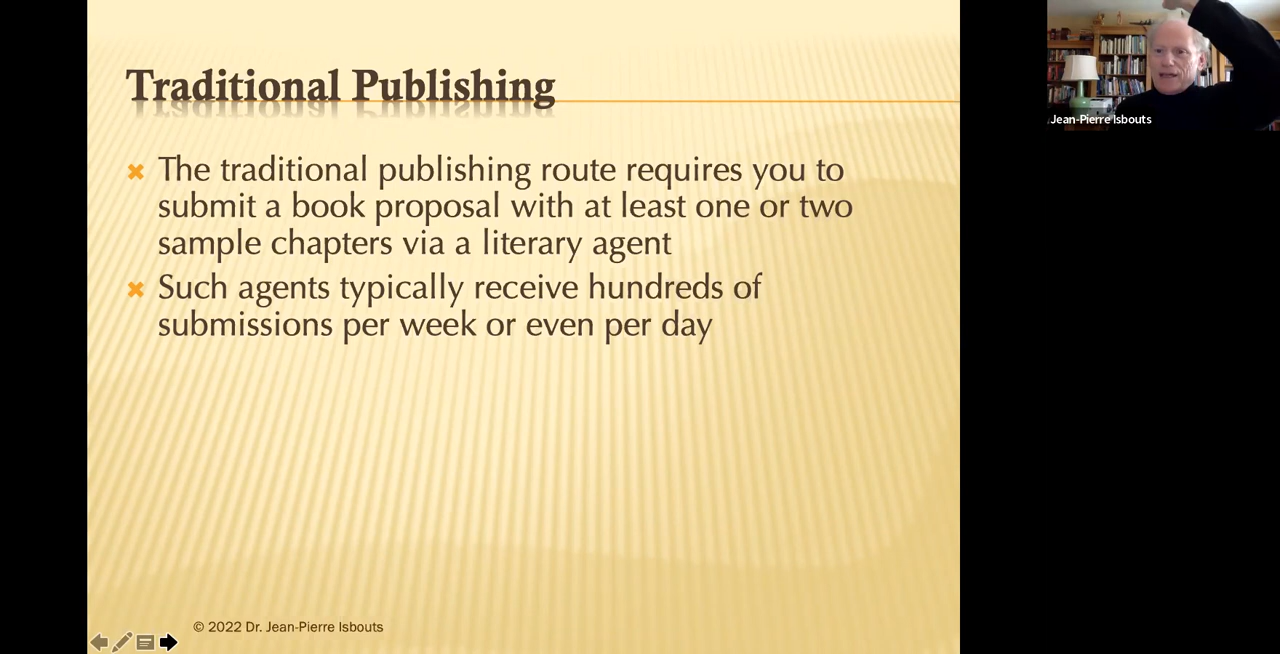 Traditional Publishing
The traditional publishing route requires you to
submit a book proposal with at least one or two
sample chapters via a literary agent
Such agents typically receive hundreds of
submissions per week or even per day
© 2022 Dr. Jean-Pierre Isbouts
Jean-Pierre Isbouts